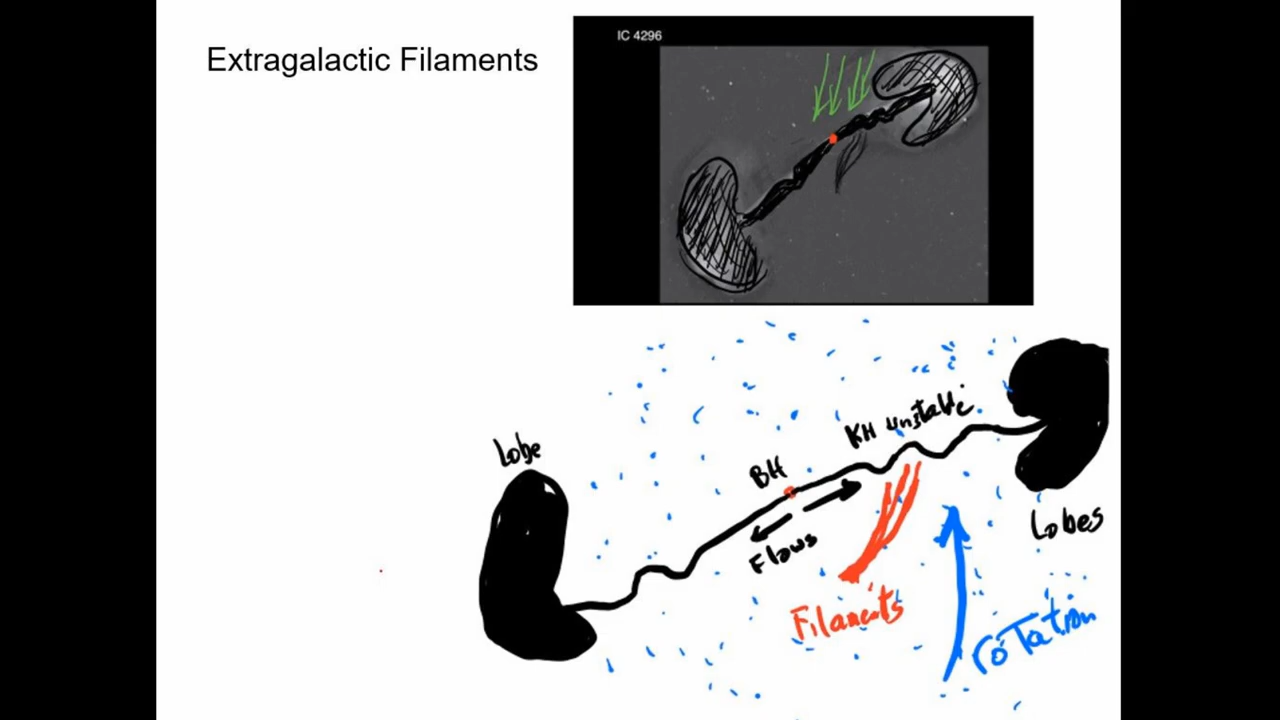 Extragalactic Filaments
IC 4296
KH unstable
Lobe
BH
Flows
Lobes
Filaments
rotation